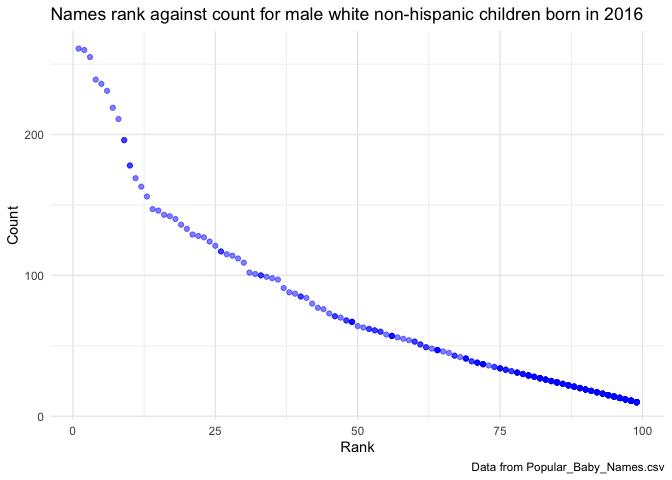 Names rank against count for male white non-hispanic children born in 2016
Count
200
100
0
0
25
50
75
100
Rank
Data from Popular_Baby_Names.csv